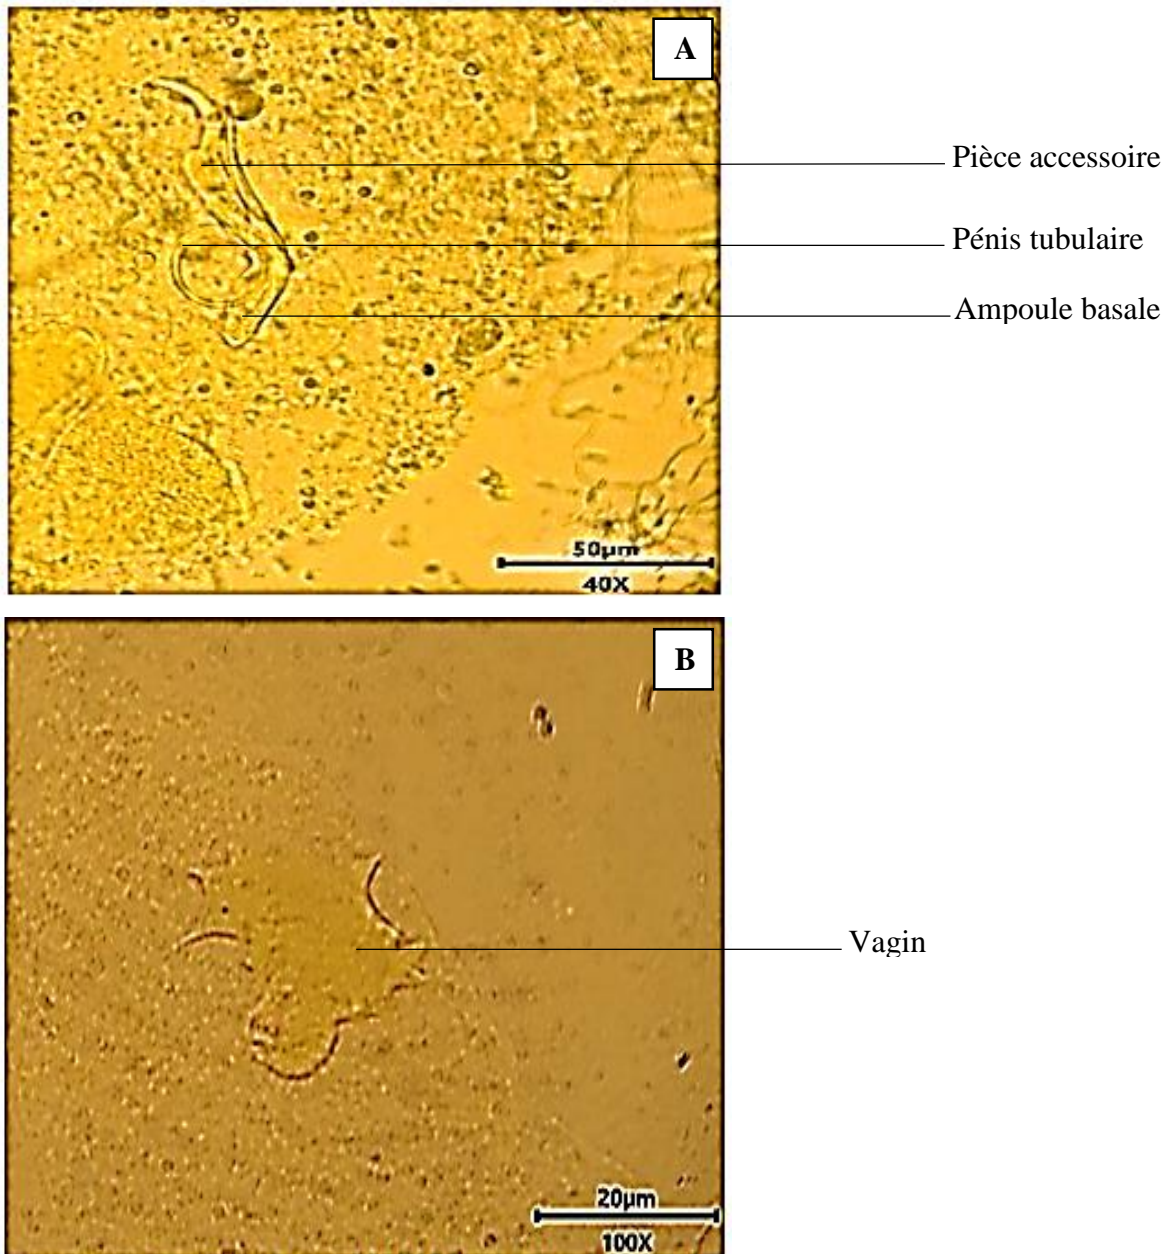 A
Pièce accessoire
Pénis tubulaire
Ampoule basale
50µm
40X
B
Vagin
20µm
100X